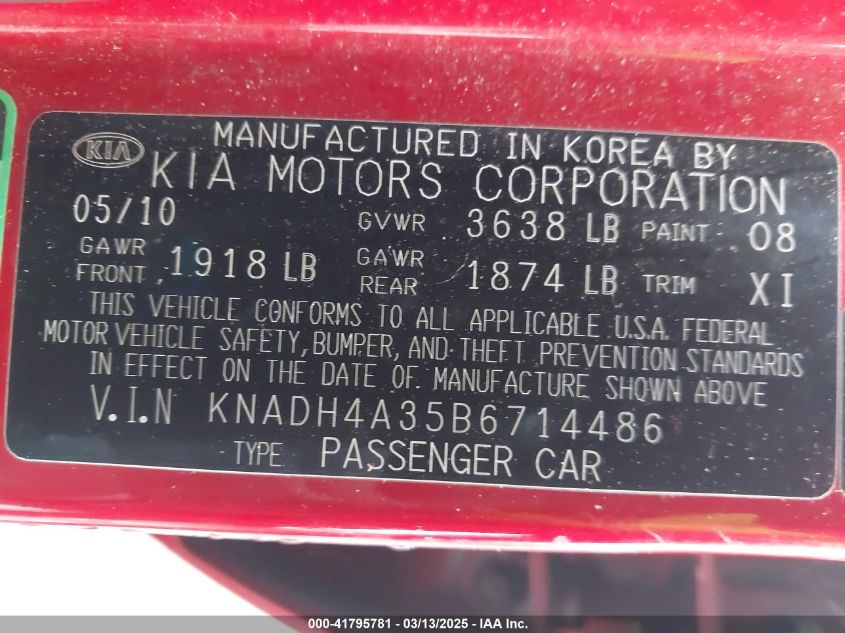 MANUFACTURED IN KOREA BY
KIA KIA MOTORS CORPORATION
05/10 GVWR 3638 LB PAINT 08
GAWR FRONT 1918 LB GAWR REAR 1874 LB TRIM XI
THIS VEHICLE CONFORMS TO ALL APPLICABLE U.S.A. FEDERAL
MOTOR VEHICLE SAFETY, BUMPER, AND THEFT PREVENTION STANDARDS
IN EFFECT ON THE DATE OF MANUFACTURE SHOWN ABOVE
V.I.N KNADH4A35B6714486
TYPE PASSENGER CAR
000-41795781 - 03/13/2025 - IAA Inc.